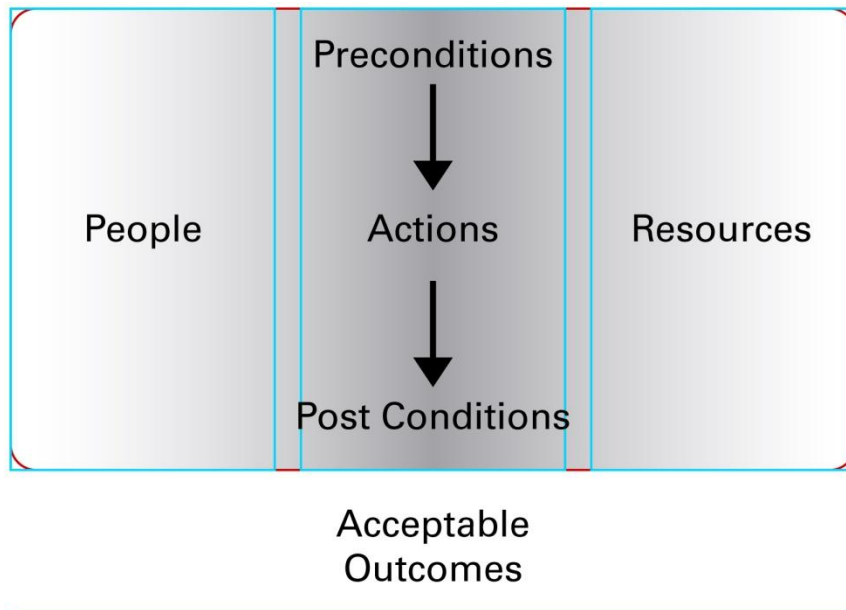 Preconditions
People
Actions
Resources
Post Conditions
Acceptable
Outcomes